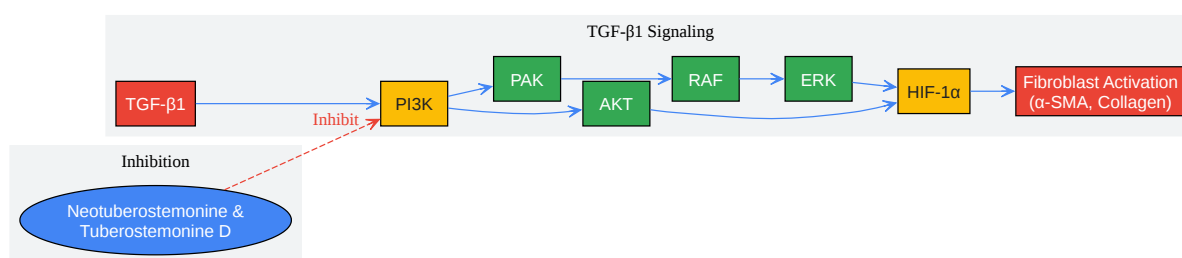 TGF-β1 Signaling
TGF-β1
PI3K
PAK
AKT
RAF
ERK
HIF-1α
Fibroblast Activation
(α-SMA, Collagen)
Inhibit
Inhibition
Neotuberostemonine &
Tuberostemonine D